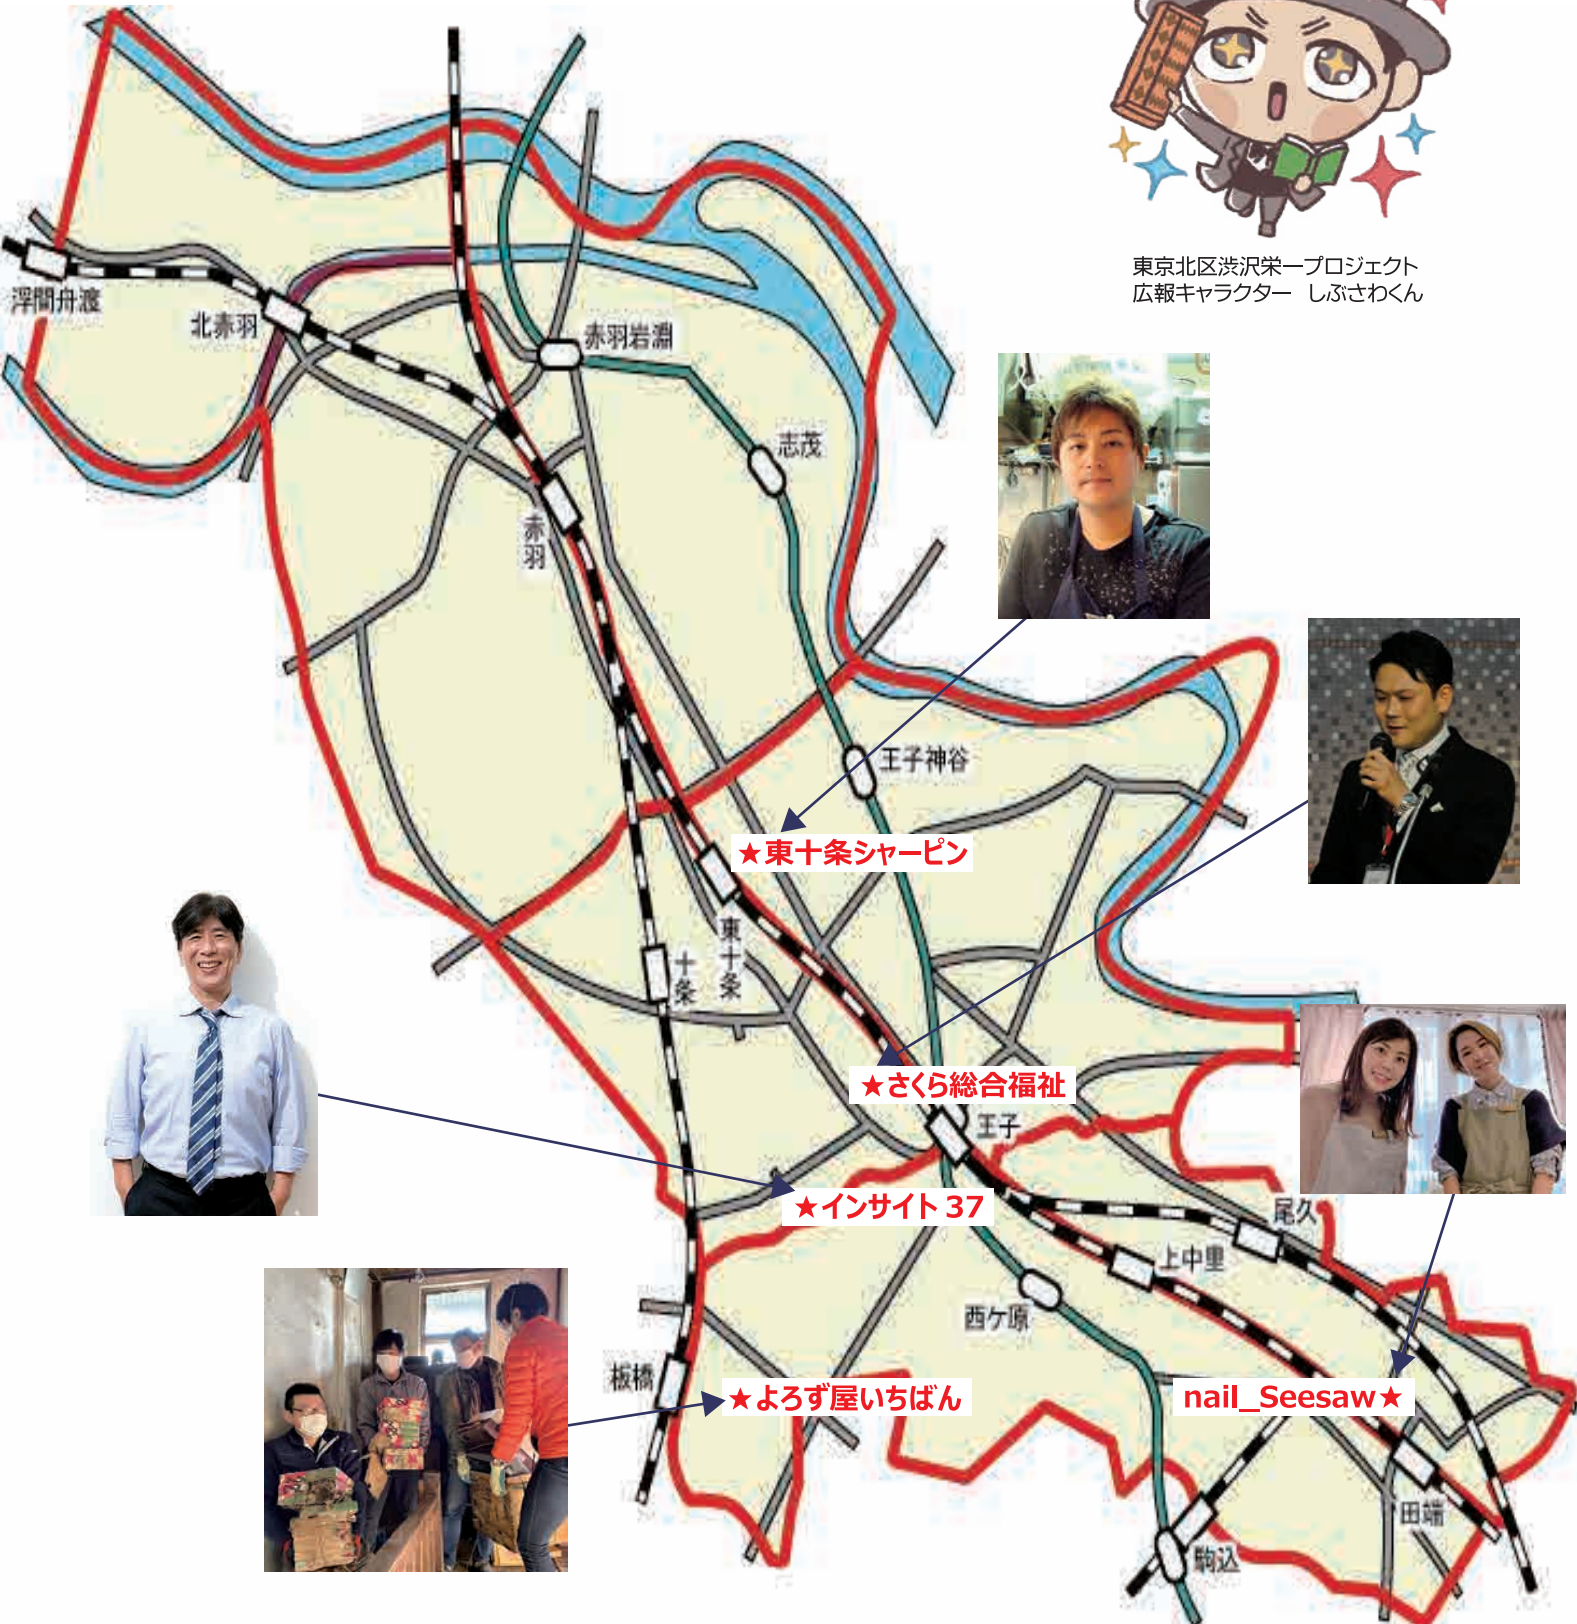 東京北区渋沢栄一プロジェクト
広報キャラクター しぶさわくん
浮間舟渡
北赤羽
赤羽岩淵
志茂
赤羽
王子神谷
★東十条シャーピン
東十条
十条
★さくら総合福祉
王子
★インサイト37
尾久
上中里
西ケ原
板橋
★よろず屋いちばん
nail_Seesaw★
田端
駒込